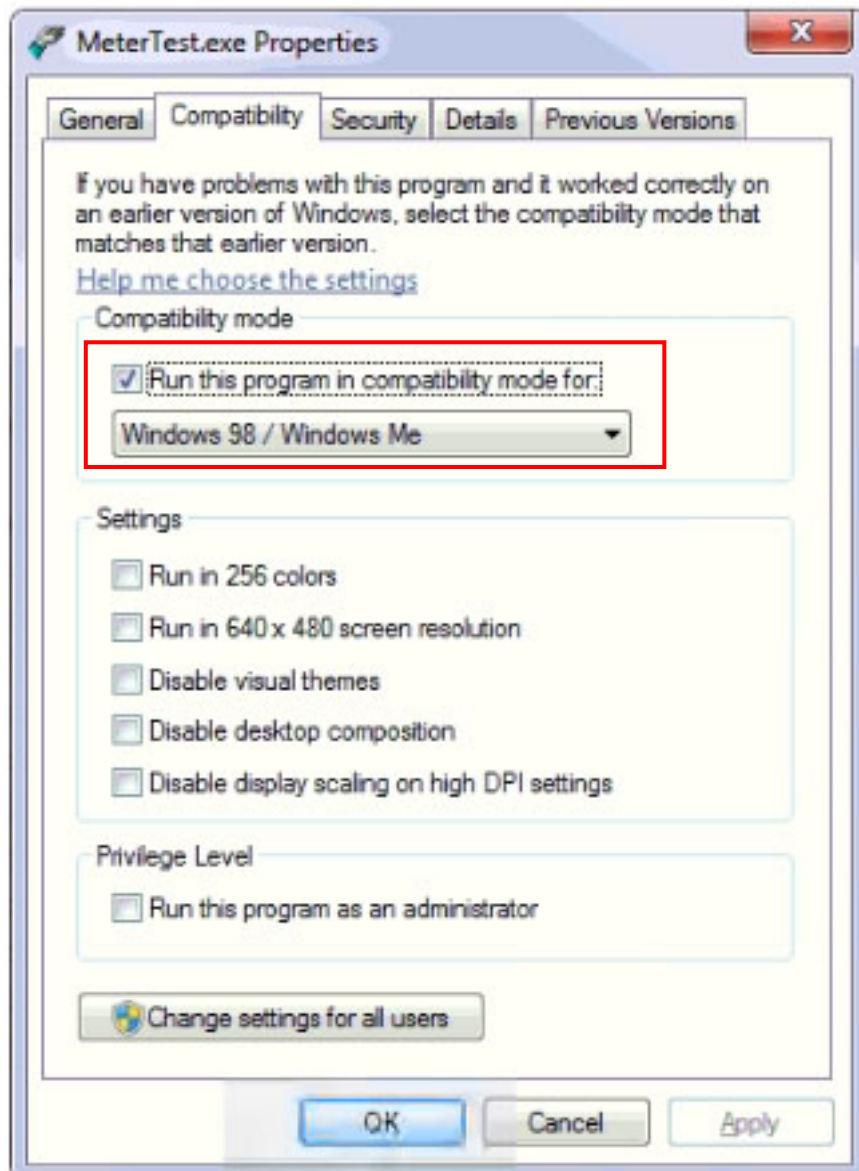 MeterTest.exe Properties
General Compatibility Security Details Previous Versions
If you have problems with this program and it worked correctly on
an earlier version of Windows, select the compatibility mode that
matches that earlier version.
Help me choose the settings
Compatibility mode
Run this program in compatibility mode for:
Windows 98 / Windows Me
Settings
Run in 256 colors
Run in 640 x 480 screen resolution
Disable visual themes
Disable desktop composition
Disable display scaling on high DPI settings
Privilege Level
Run this program as an administrator
Change settings for all users
OK Cancel Apply